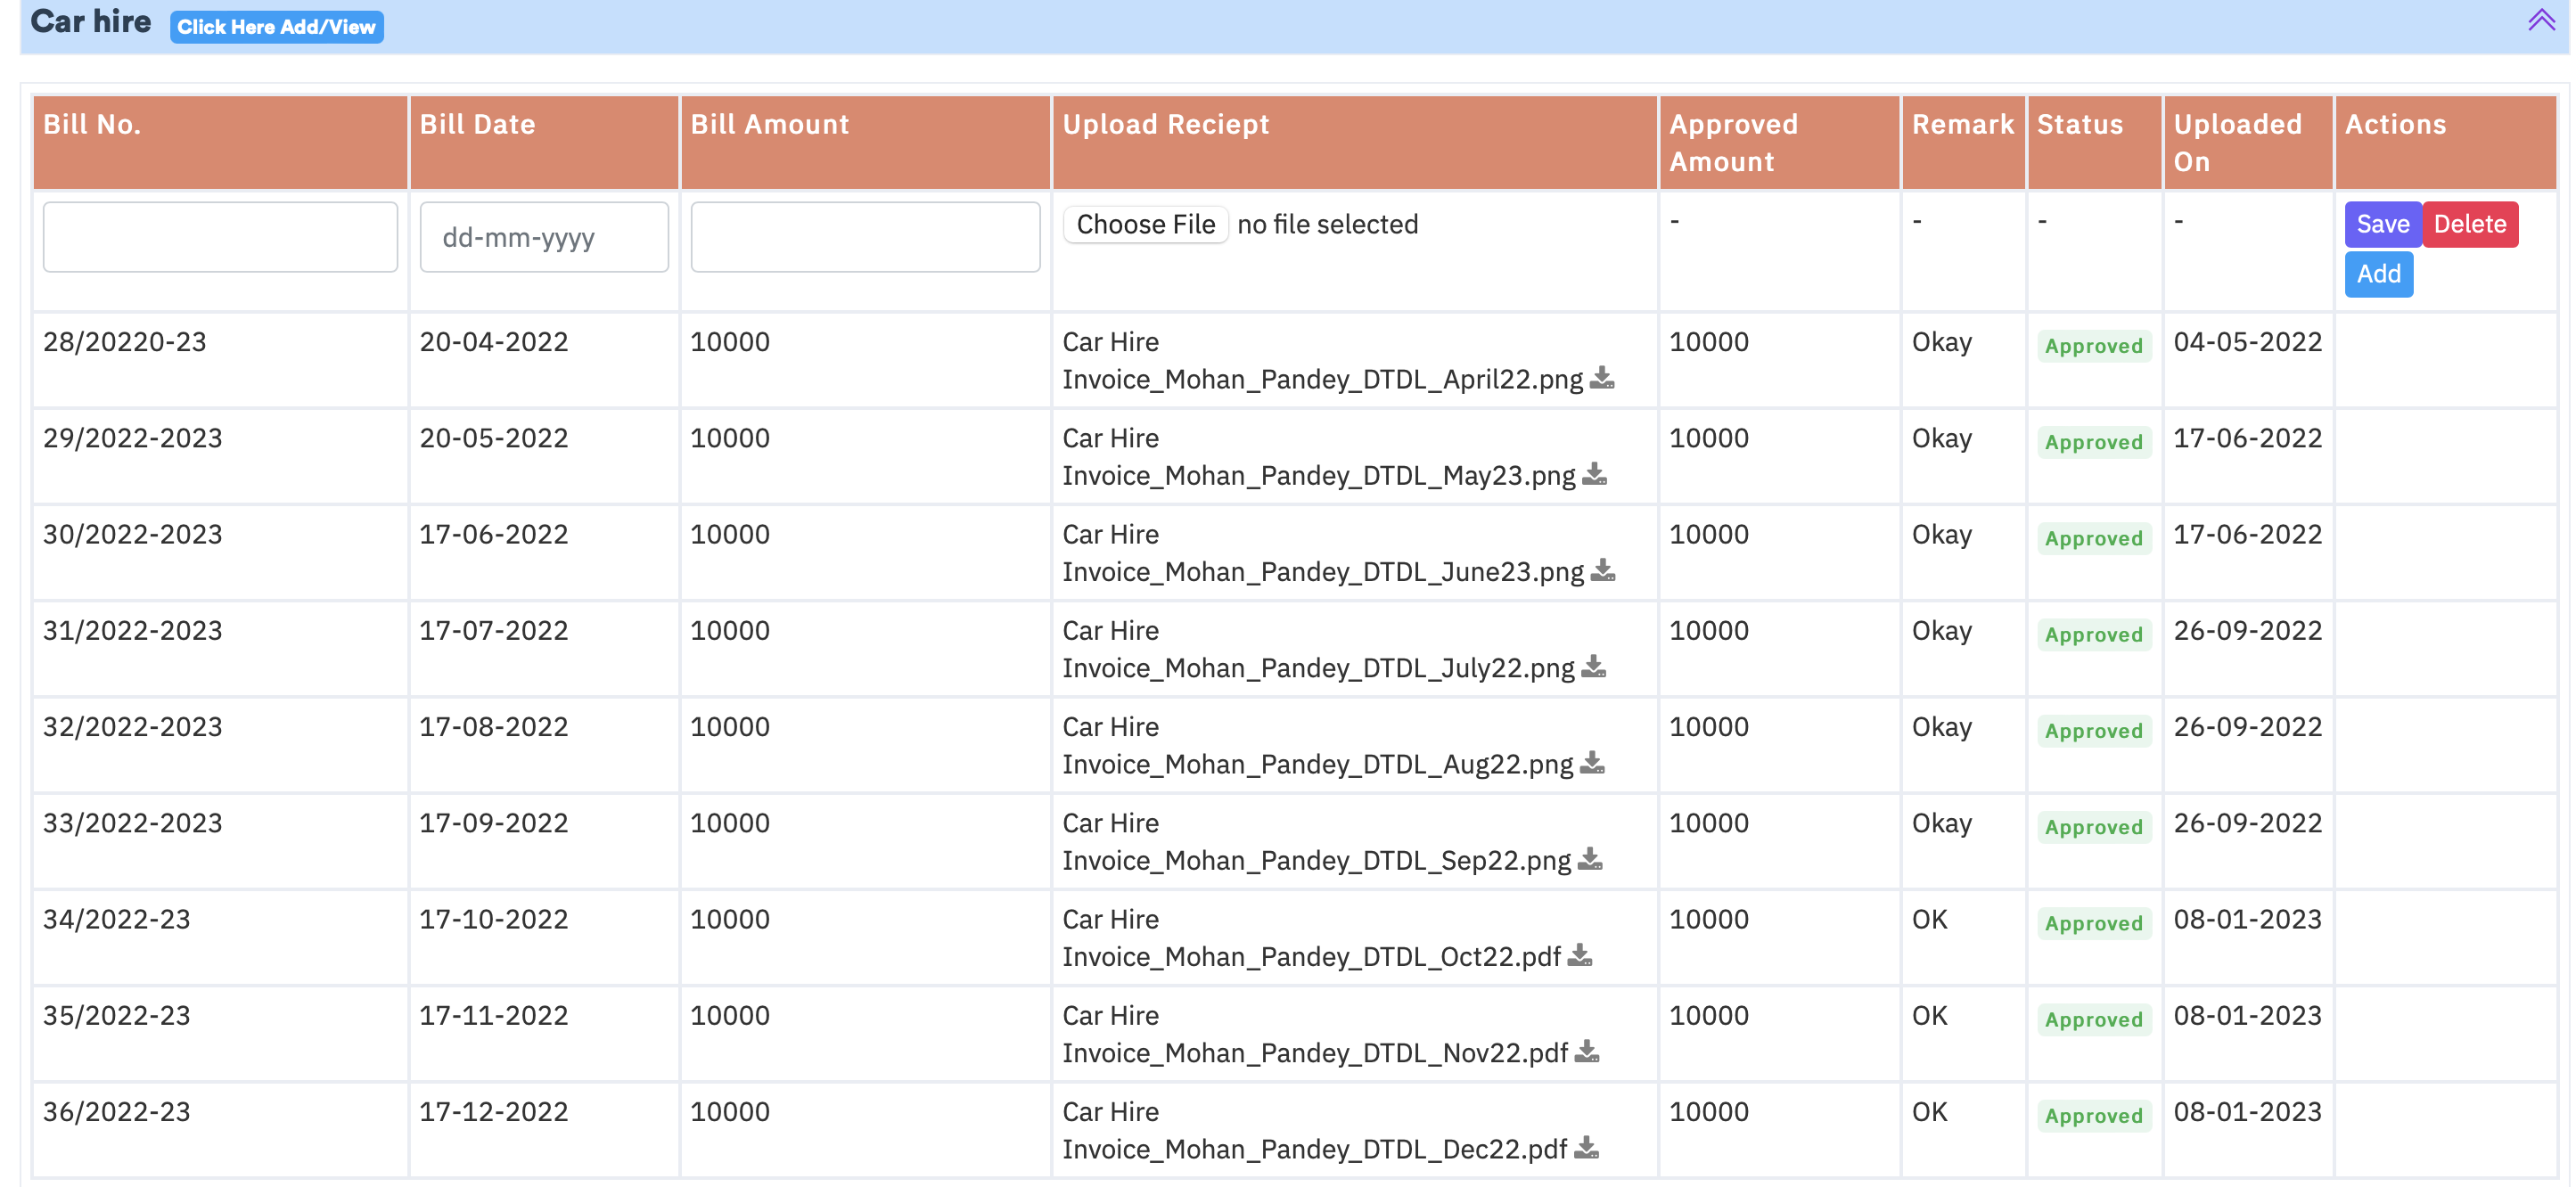 Car hire Click Here Add/View
Bill No. Bill Date Bill Amount Upload Reciept Approved Amount Remark Status Uploaded On Actions
dd-mm-yyyy Choose File no file selected - - - - Save Delete
Add
28/20220-23 20-04-2022 10000 Car Hire 10000 Okay Approved 04-05-2022
Invoice_Mohan_Pandey_DTDL_April22.png
29/2022-2023 20-05-2022 10000 Car Hire 10000 Okay Approved 17-06-2022
Invoice_Mohan_Pandey_DTDL_May23.png
30/2022-2023 17-06-2022 10000 Car Hire 10000 Okay Approved 17-06-2022
Invoice_Mohan_Pandey_DTDL_June23.png
31/2022-2023 17-07-2022 10000 Car Hire 10000 Okay Approved 26-09-2022
Invoice_Mohan_Pandey_DTDL_July22.png
32/2022-2023 17-08-2022 10000 Car Hire 10000 Okay Approved 26-09-2022
Invoice_Mohan_Pandey_DTDL_Aug22.png
33/2022-2023 17-09-2022 10000 Car Hire 10000 Okay Approved 26-09-2022
Invoice_Mohan_Pandey_DTDL_Sep22.png
34/2022-23 17-10-2022 10000 Car Hire 10000 OK Approved 08-01-2023
Invoice_Mohan_Pandey_DTDL_Oct22.pdf
35/2022-23 17-11-2022 10000 Car Hire 10000 OK Approved 08-01-2023
Invoice_Mohan_Pandey_DTDL_Nov22.pdf
36/2022-23 17-12-2022 10000 Car Hire 10000 OK Approved 08-01-2023
Invoice_Mohan_Pandey_DTDL_Dec22.pdf